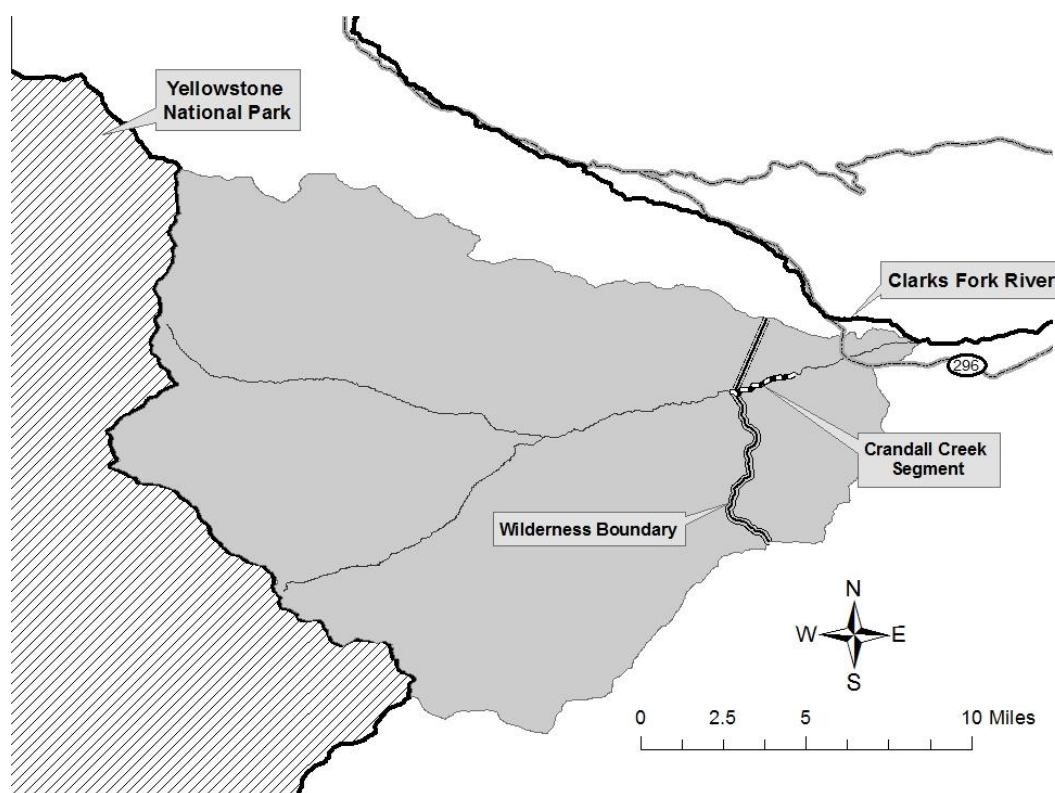 Yellowstone
National Park
Clarks Fork River
296
Crandall Creek
Segment
Wilderness Boundary
N
W E
S
0 2.5 5 10 Miles